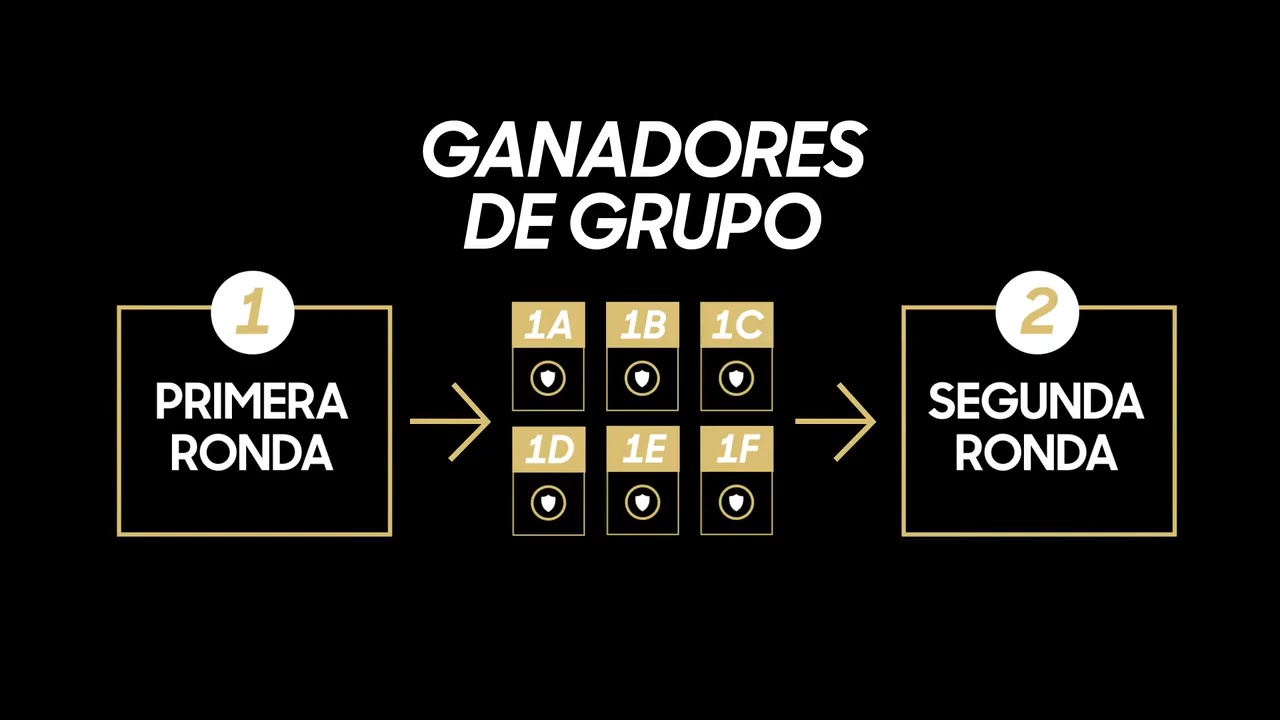 GANADORES
DE GRUPO
1
PRIMERA
RONDA
1A
1B
1C
1D
1E
1F
2
SEGUNDA
RONDA